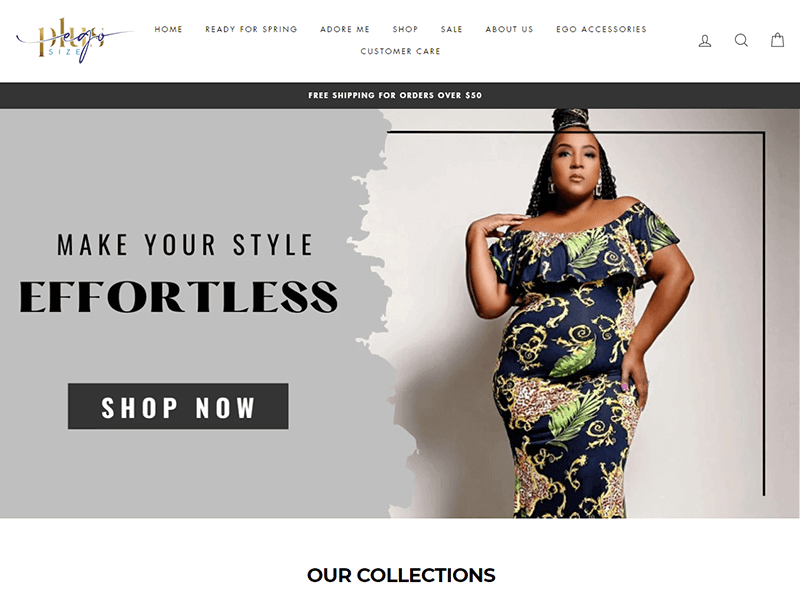 plus
ego
SIZE
HOME READY FOR SPRING ADORE ME SHOP SALE ABOUT US EGO ACCESSORIES
CUSTOMER CARE
FREE SHIPPING FOR ORDERS OVER $50
MAKE YOUR STYLE
EFFORTLESS
SHOP NOW
OUR COLLECTIONS